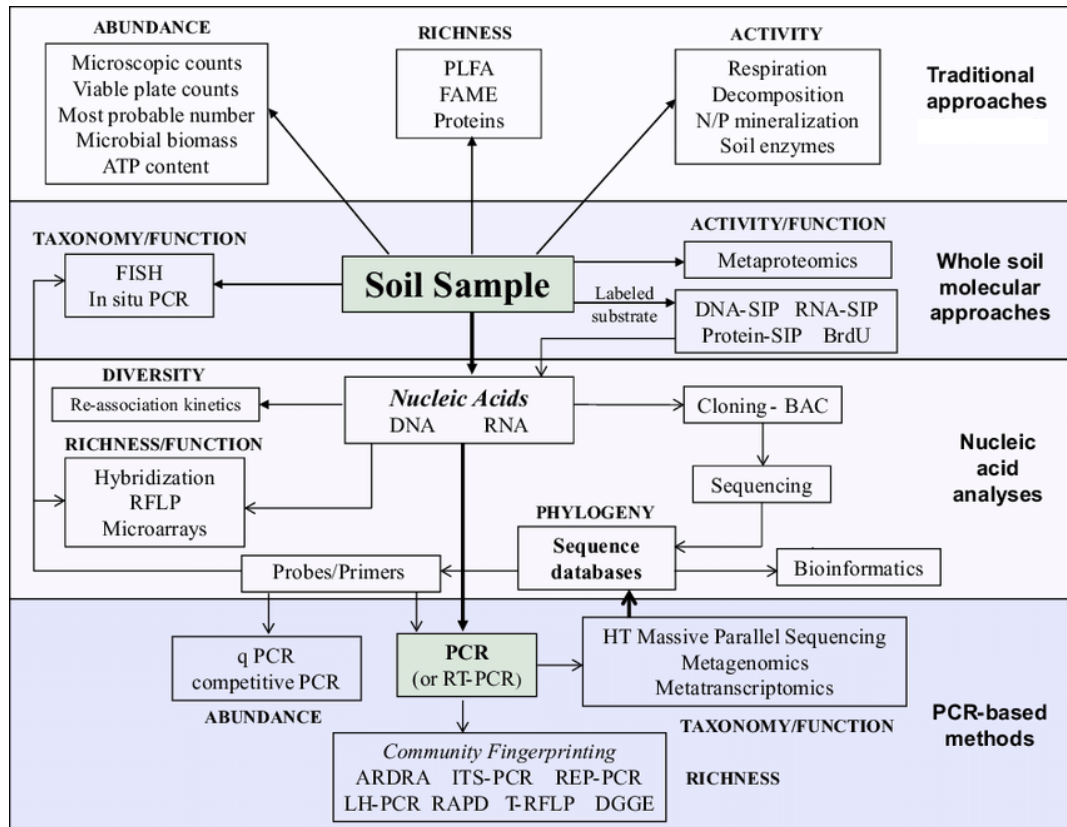 ABUNDANCE
Microscopic counts
Viable plate counts
Most probable number
Microbial biomass
ATP content
RICHNESS
PLFA
FAME
Proteins
ACTIVITY
Respiration
Decomposition
N/P mineralization
Soil enzymes
Traditional
approaches
TAXONOMY/FUNCTION
FISH
In situ PCR
Soil Sample
Labeled
substrate
ACTIVITY/FUNCTION
Metaproteomics
DNA-SIP RNA-SIP
Protein-SIP BrdU
Whole soil
molecular
approaches
DIVERSITY
Re-association kinetics
Nucleic Acids
DNA RNA
Cloning - BAC
RICHNESS/FUNCTION
Hybridization
RFLP
Microarrays
Sequencing
Nucleic
acid
analyses
PHYLOGENY
Sequence
databases
Probes/Primers
Bioinformatics
q PCR
competitive PCR
ABUNDANCE
PCR
(or RT-PCR)
HT Massive Parallel Sequencing
Metagenomics
Metatranscriptomics
TAXONOMY/FUNCTION
PCR-based
methods
Community Fingerprinting
ARDRA ITS-PCR REP-PCR
LH-PCR RAPD T-RFLP DGGE
RICHNESS